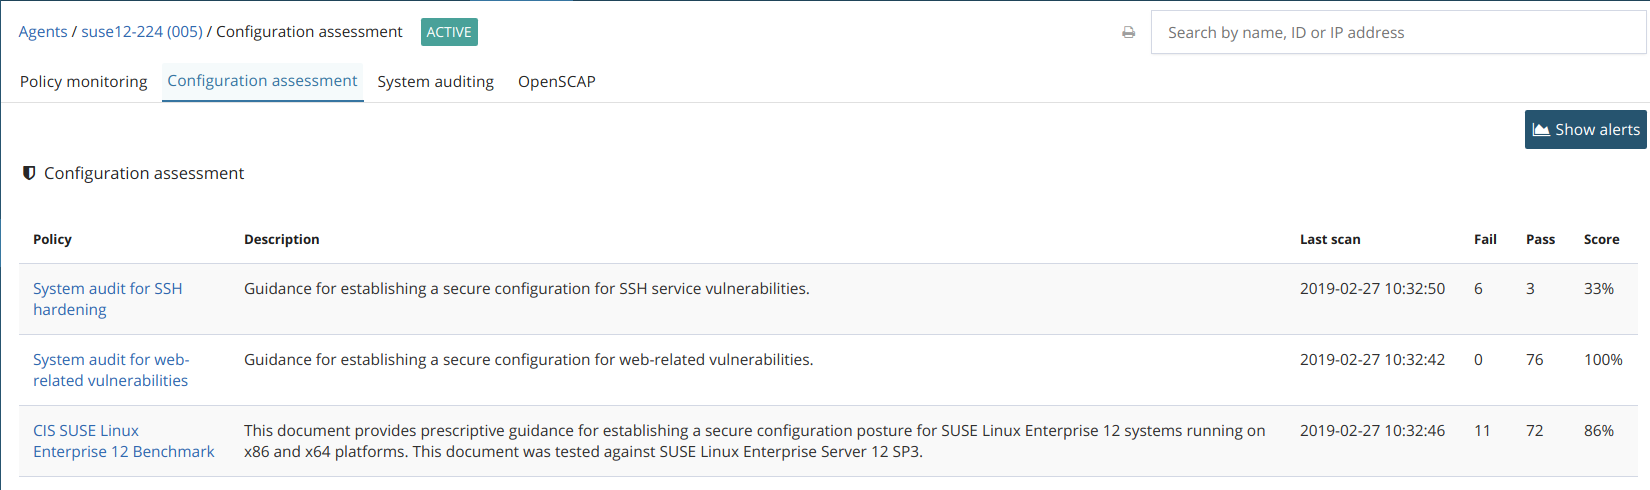 Agents / suse12-224 (005) / Configuration assessment ACTIVE Search by name, ID or IP address
Policy monitoring Configuration assessment System auditing OpenSCAP
Show alerts
Configuration assessment
Policy Description Last scan Fail Pass Score
System audit for SSH Guidance for establishing a secure configuration for SSH service vulnerabilities. 2019-02-27 10:32:50 6 3 33%
hardening
System audit for web- Guidance for establishing a secure configuration for web-related vulnerabilities. 2019-02-27 10:32:42 0 76 100%
related vulnerabilities
CIS SUSE Linux This document provides prescriptive guidance for establishing a secure configuration posture for SUSE Linux Enterprise 12 systems running on 2019-02-27 10:32:46 11 72 86%
Enterprise 12 Benchmark x86 and x64 platforms. This document was tested against SUSE Linux Enterprise Server 12 SP3.